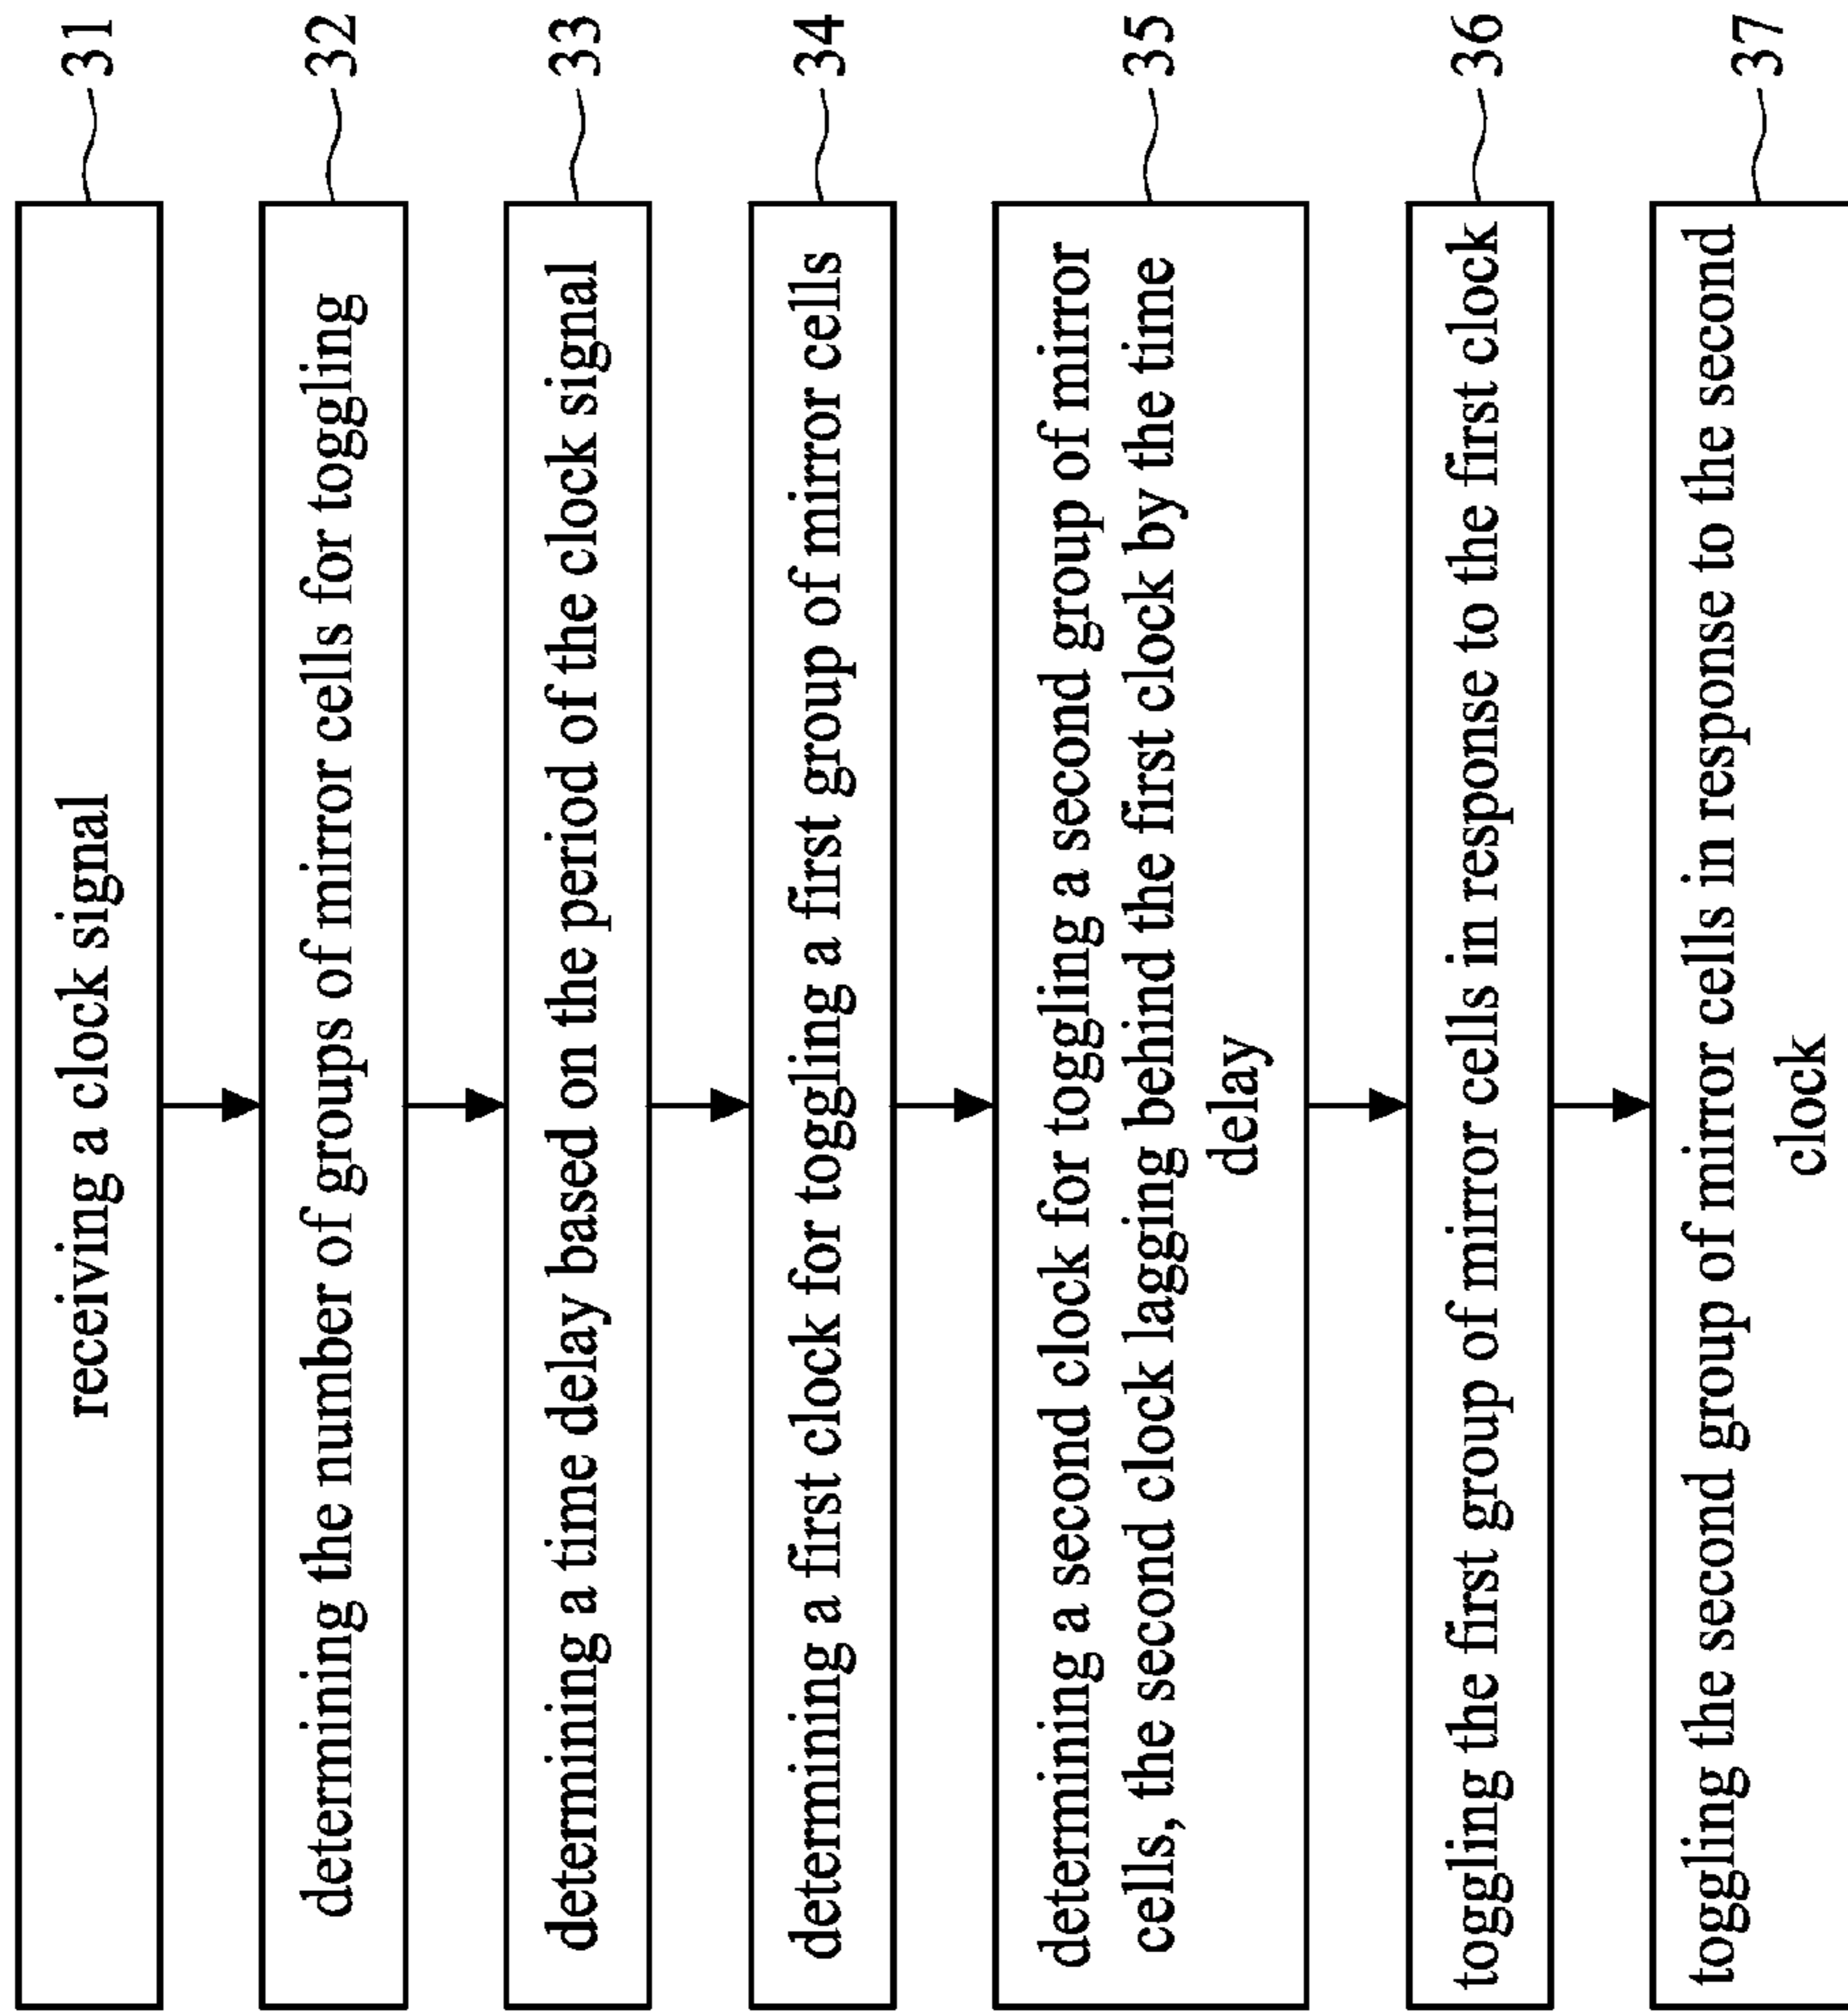 receiving a clock signal
31
determining the number of groups of mirror cells for toggling
32
determining a time delay based on the period of the clock signal
33
determining a first clock for toggling a first group of mirror cells
34
determining a second clock for toggling a second group of mirror
cells, the second clock lagging behind the first clock by the time
delay
35
toggling the first group of mirror cells in response to the first clock
36
toggling the second group of mirror cells in response to the second
clock
37